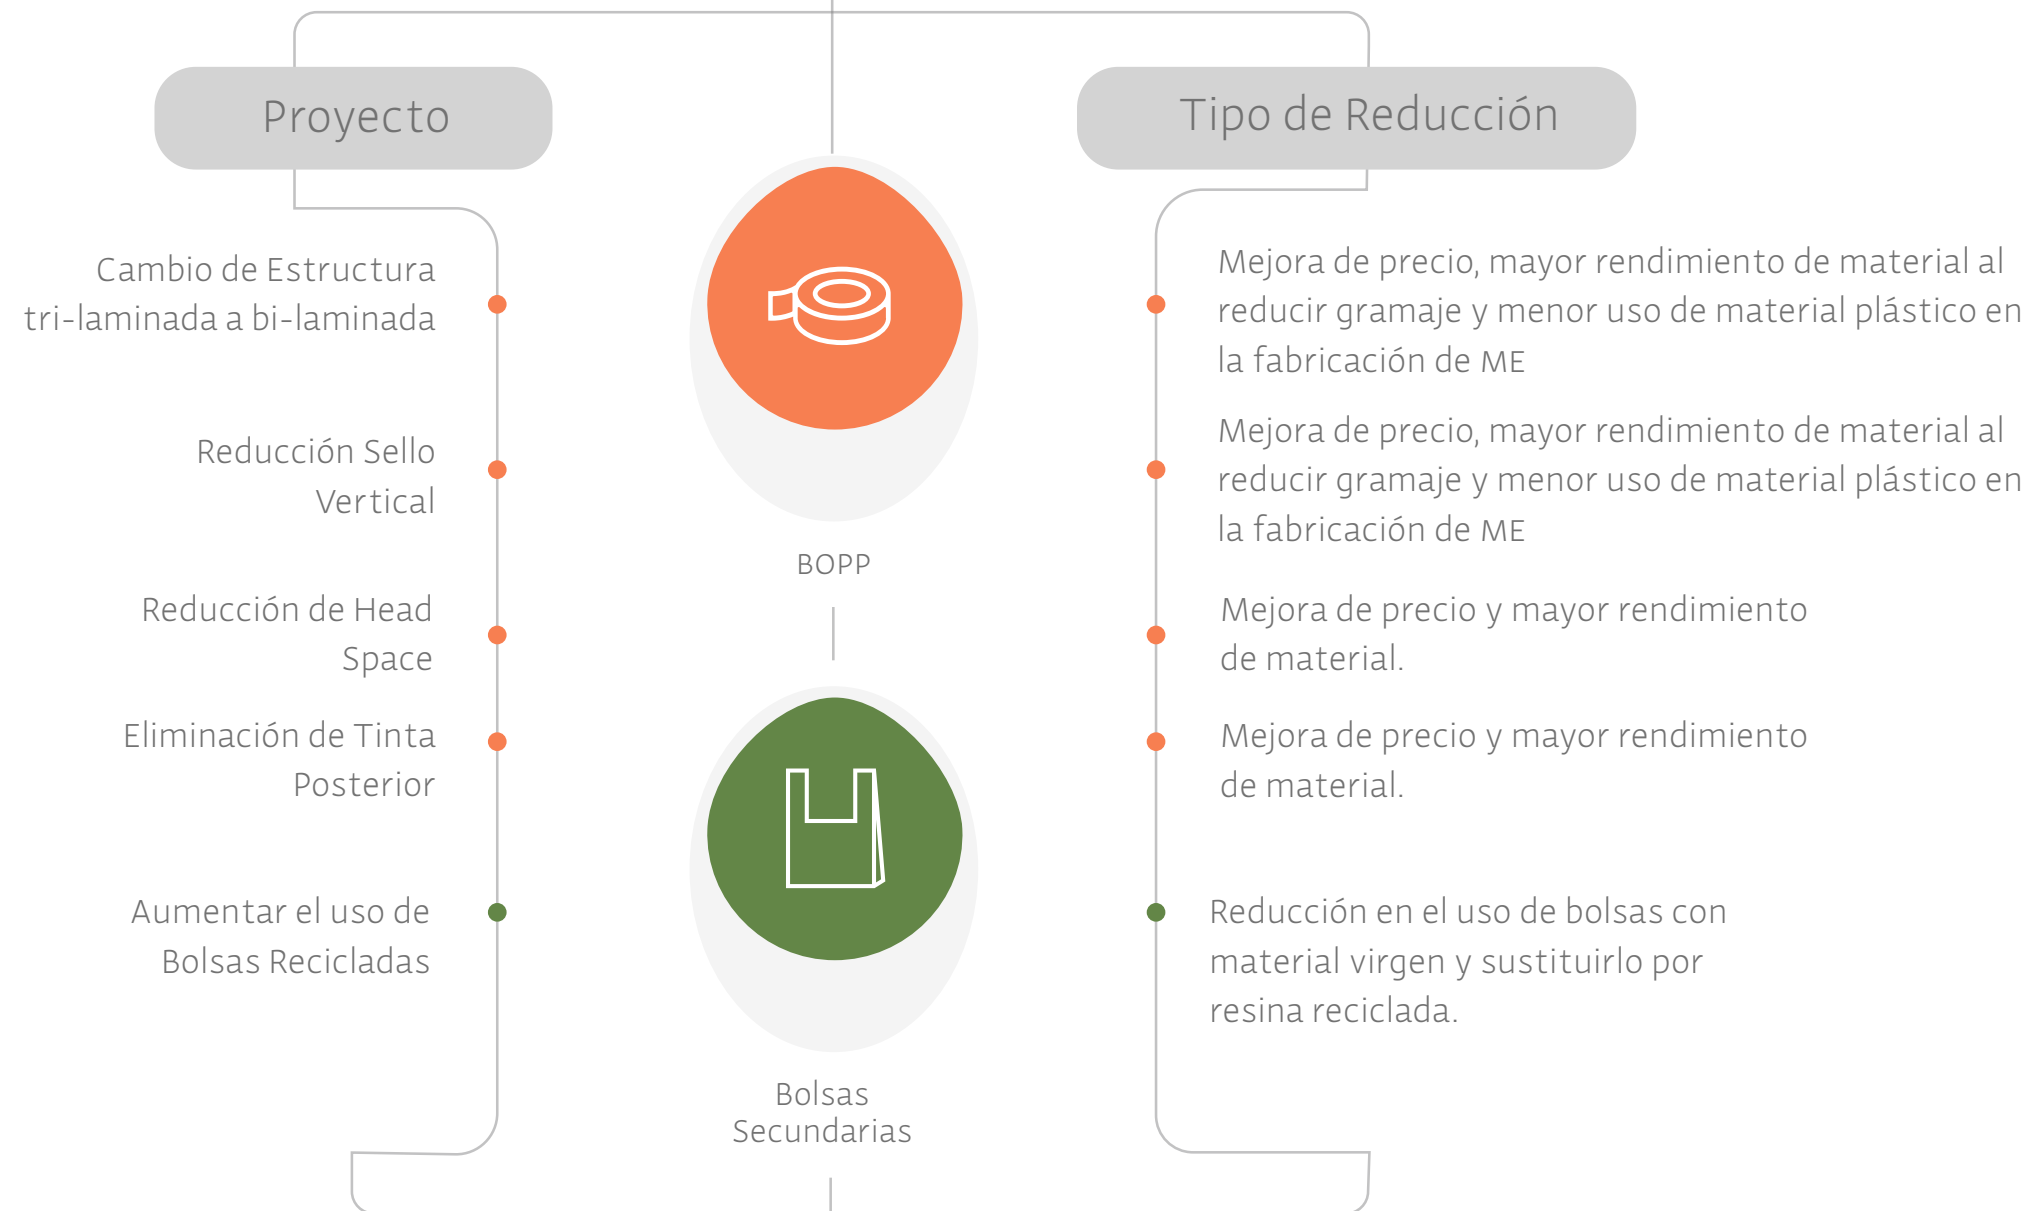 Proyecto
Tipo de Reducción
Cambio de Estructura
tri-laminada a bi-laminada
Mejora de precio, mayor rendimiento de material al
reducir gramaje y menor uso de material plástico en
la fabricación de ME
Reducción Sello
Vertical
Mejora de precio, mayor rendimiento de material al
reducir gramaje y menor uso de material plástico en
la fabricación de ME
BOPP
Reducción de Head
Space
Mejora de precio y mayor rendimiento
de material.
Eliminación de Tinta
Posterior
Mejora de precio y mayor rendimiento
de material.
Aumentar el uso de
Bolsas Recicladas
Reducción en el uso de bolsas con
material virgen y sustituirlo por
resina reciclada.
Bolsas
Secundarias